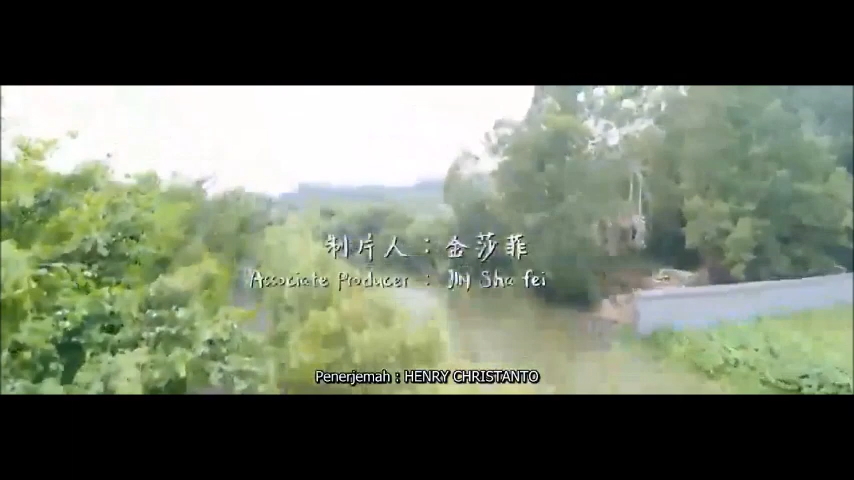 制片人：金莎菲
Associate Producer : JIN Sha fei
Penerjemah : HENRY CHRISTANTO